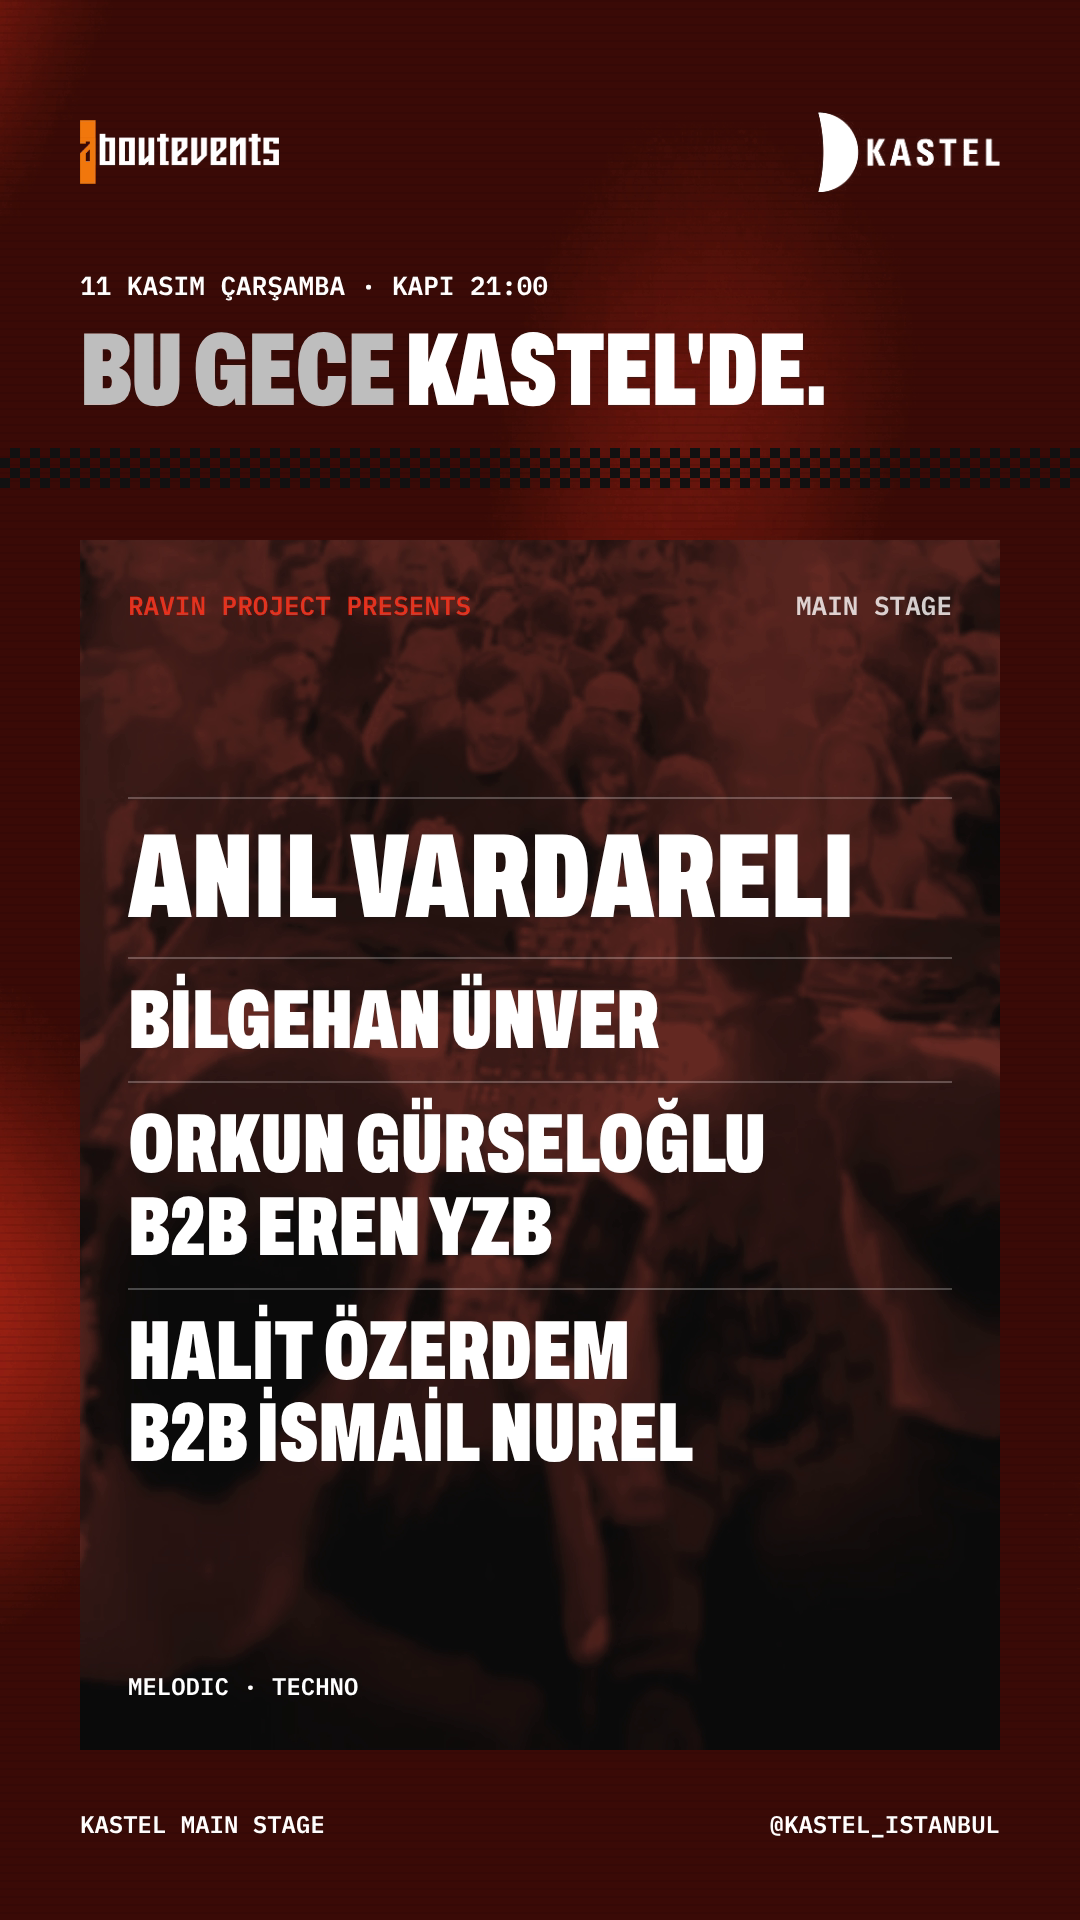 aboutevents
KASTEL
11 KASIM ÇARŞAMBA · KAPI 21:00
BU GECE KASTEL'DE.
RAVIN PROJECT PRESENTS
MAIN STAGE
ANIL VARDARELI
BİLGEHAN ÜNVER
ORKUN GÜRSELOĞLU
B2B EREN YZB
HALİT ÖZERDEM
B2B İSMAİL NUREL
MELODIC · TECHNO
KASTEL MAIN STAGE
@KASTEL_ISTANBUL